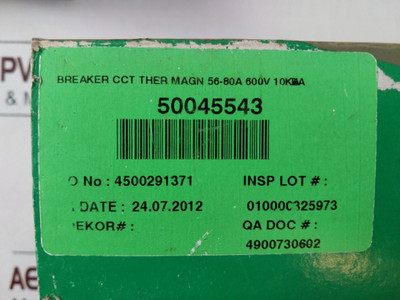 BREAKER CCT THER MAGN 56-80A 600V 10KA
50045543
O No : 4500291371
INSP LOT # :
DATE : 24.07.2012
010000325973
EKOR# :
QA DOC # :
4900730602
PV
& M
AE